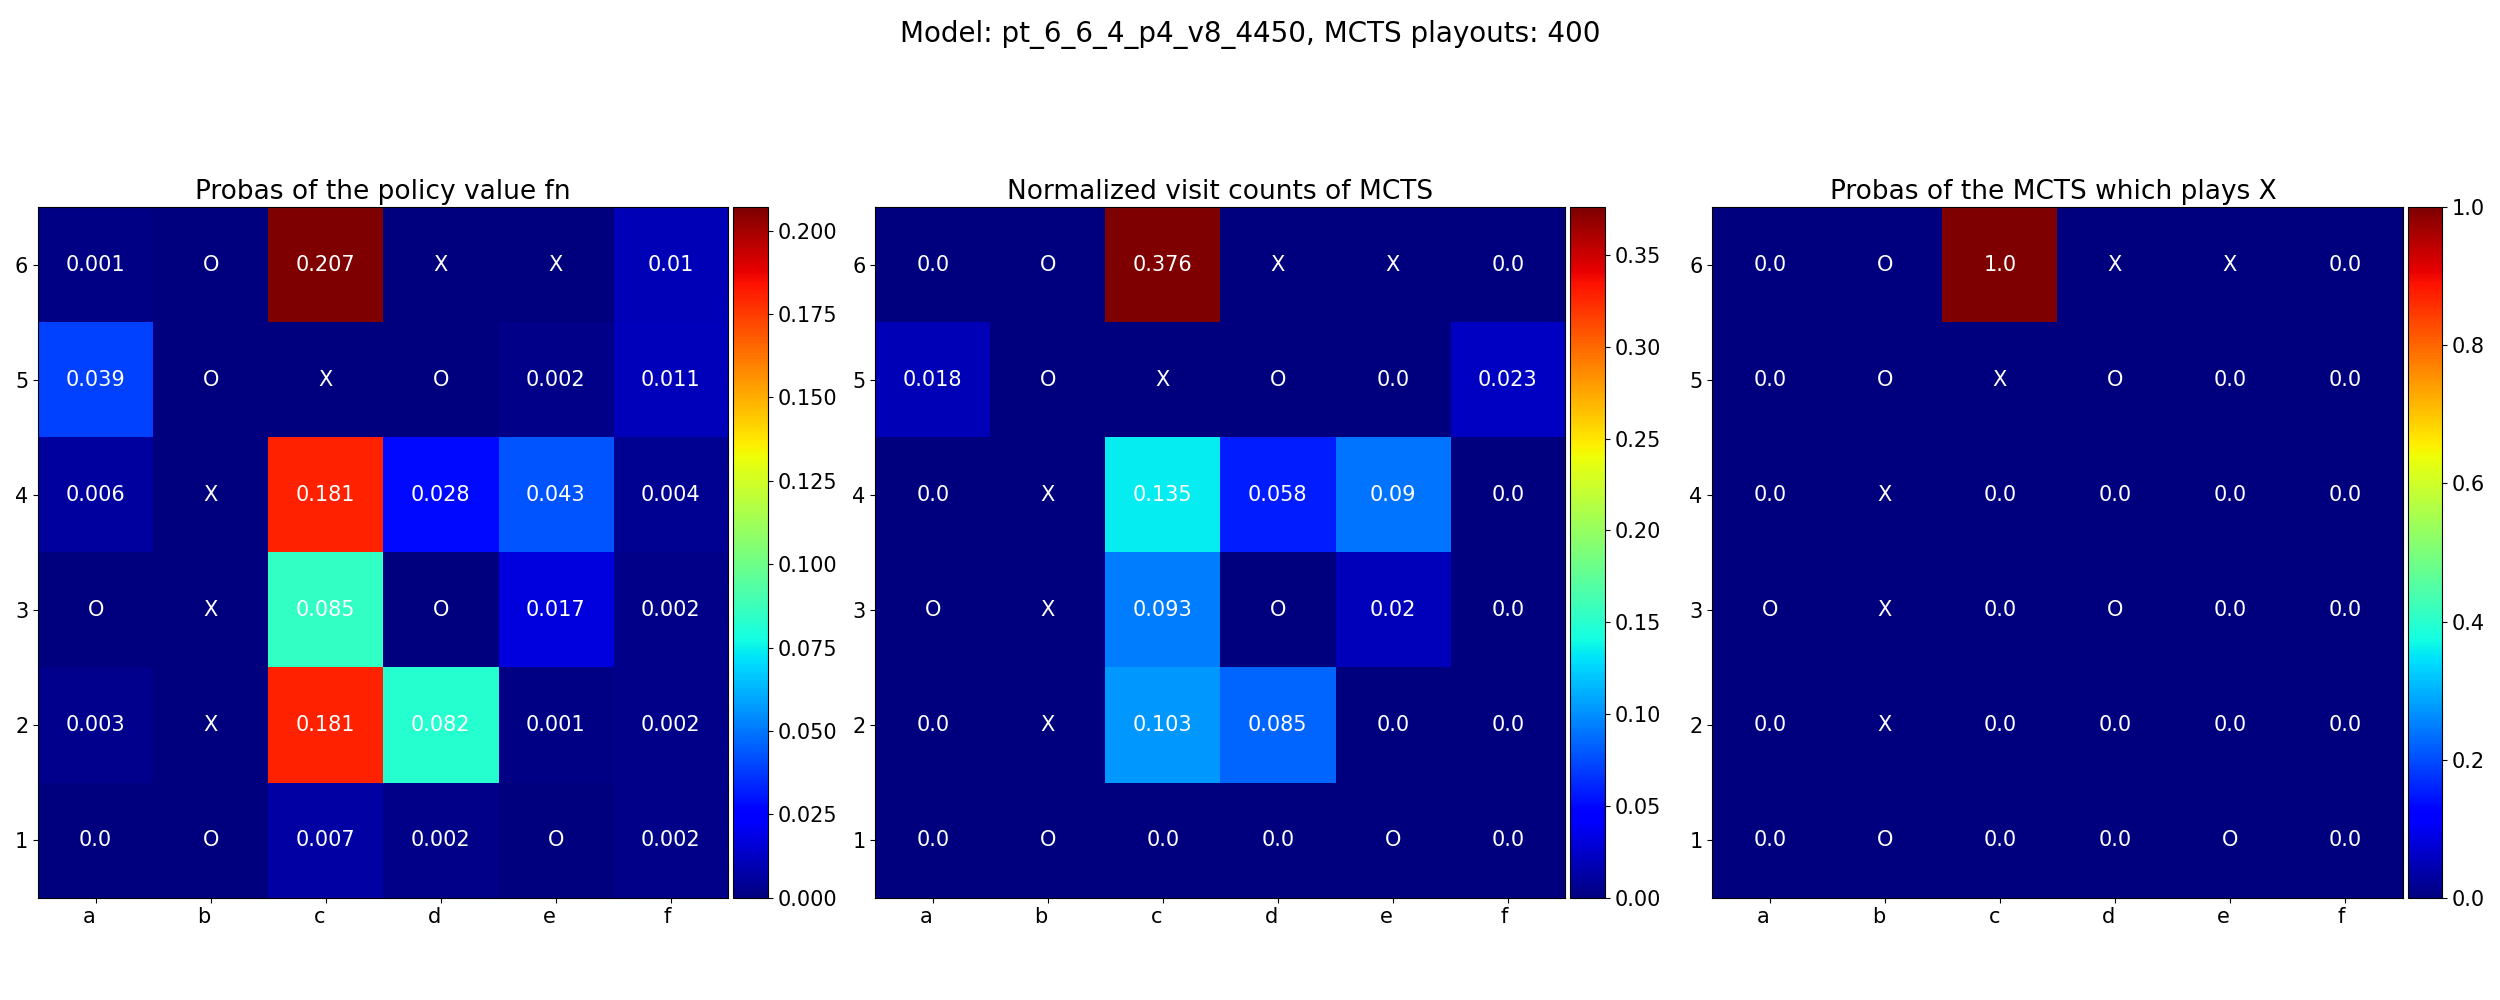 Model: pt_6_6_4_p4_v8_4450, MCTS playouts: 400
Probas of the policy value fn
6 0.001 O 0.207 X X 0.01
5 0.039 O X O 0.002 0.011
4 0.006 X 0.181 0.028 0.043 0.004
3 O X 0.085 O 0.017 0.002
2 0.003 X 0.181 0.082 0.001 0.002
1 0.0 O 0.007 0.002 O 0.002
a b c d e f
0.200
0.175
0.150
0.125
0.100
0.075
0.050
0.025
0.000
Normalized visit counts of MCTS
6 0.0 O 0.376 X X 0.0
5 0.018 O X O 0.0 0.023
4 0.0 X 0.135 0.058 0.09 0.0
3 O X 0.093 O 0.02 0.0
2 0.0 X 0.103 0.085 0.0 0.0
1 0.0 O 0.0 0.0 O 0.0
a b c d e f
0.35
0.30
0.25
0.20
0.15
0.10
0.05
0.00
Probas of the MCTS which plays X
6 0.0 O 1.0 X X 0.0
5 0.0 O X O 0.0 0.0
4 0.0 X 0.0 0.0 0.0 0.0
3 O X 0.0 O 0.0 0.0
2 0.0 X 0.0 0.0 0.0 0.0
1 0.0 O 0.0 0.0 O 0.0
a b c d e f
1.0
0.8
0.6
0.4
0.2
0.0